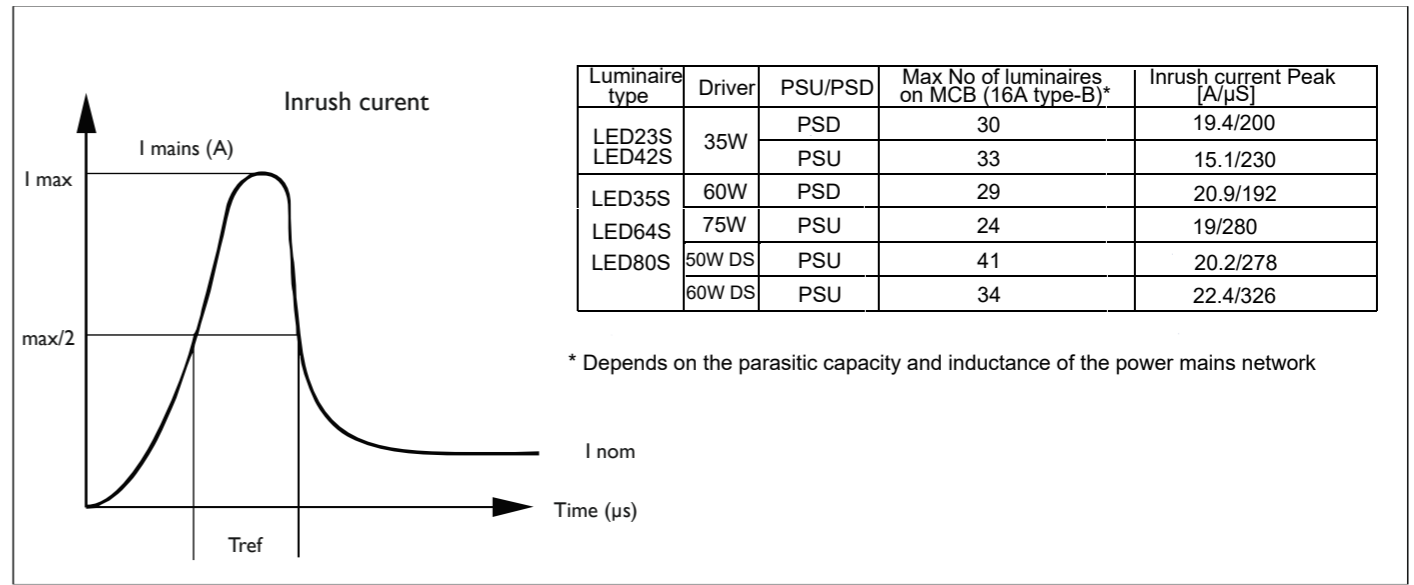 Inrush curent
I mains (A)
I max
max/2
I nom
Time (µs)
Tref
Luminaire type Driver PSU/PSD Max No of luminaires on MCB (16A type-B)* Inrush current Peak [A/µS]
LED23S LED42S 35W PSD 30 19.4/200
PSU 33 15.1/230
LED35S 60W PSD 29 20.9/192
LED64S 75W PSU 24 19/280
LED80S 50W DS PSU 41 20.2/278
60W DS PSU 34 22.4/326
* Depends on the parasitic capacity and inductance of the power mains network